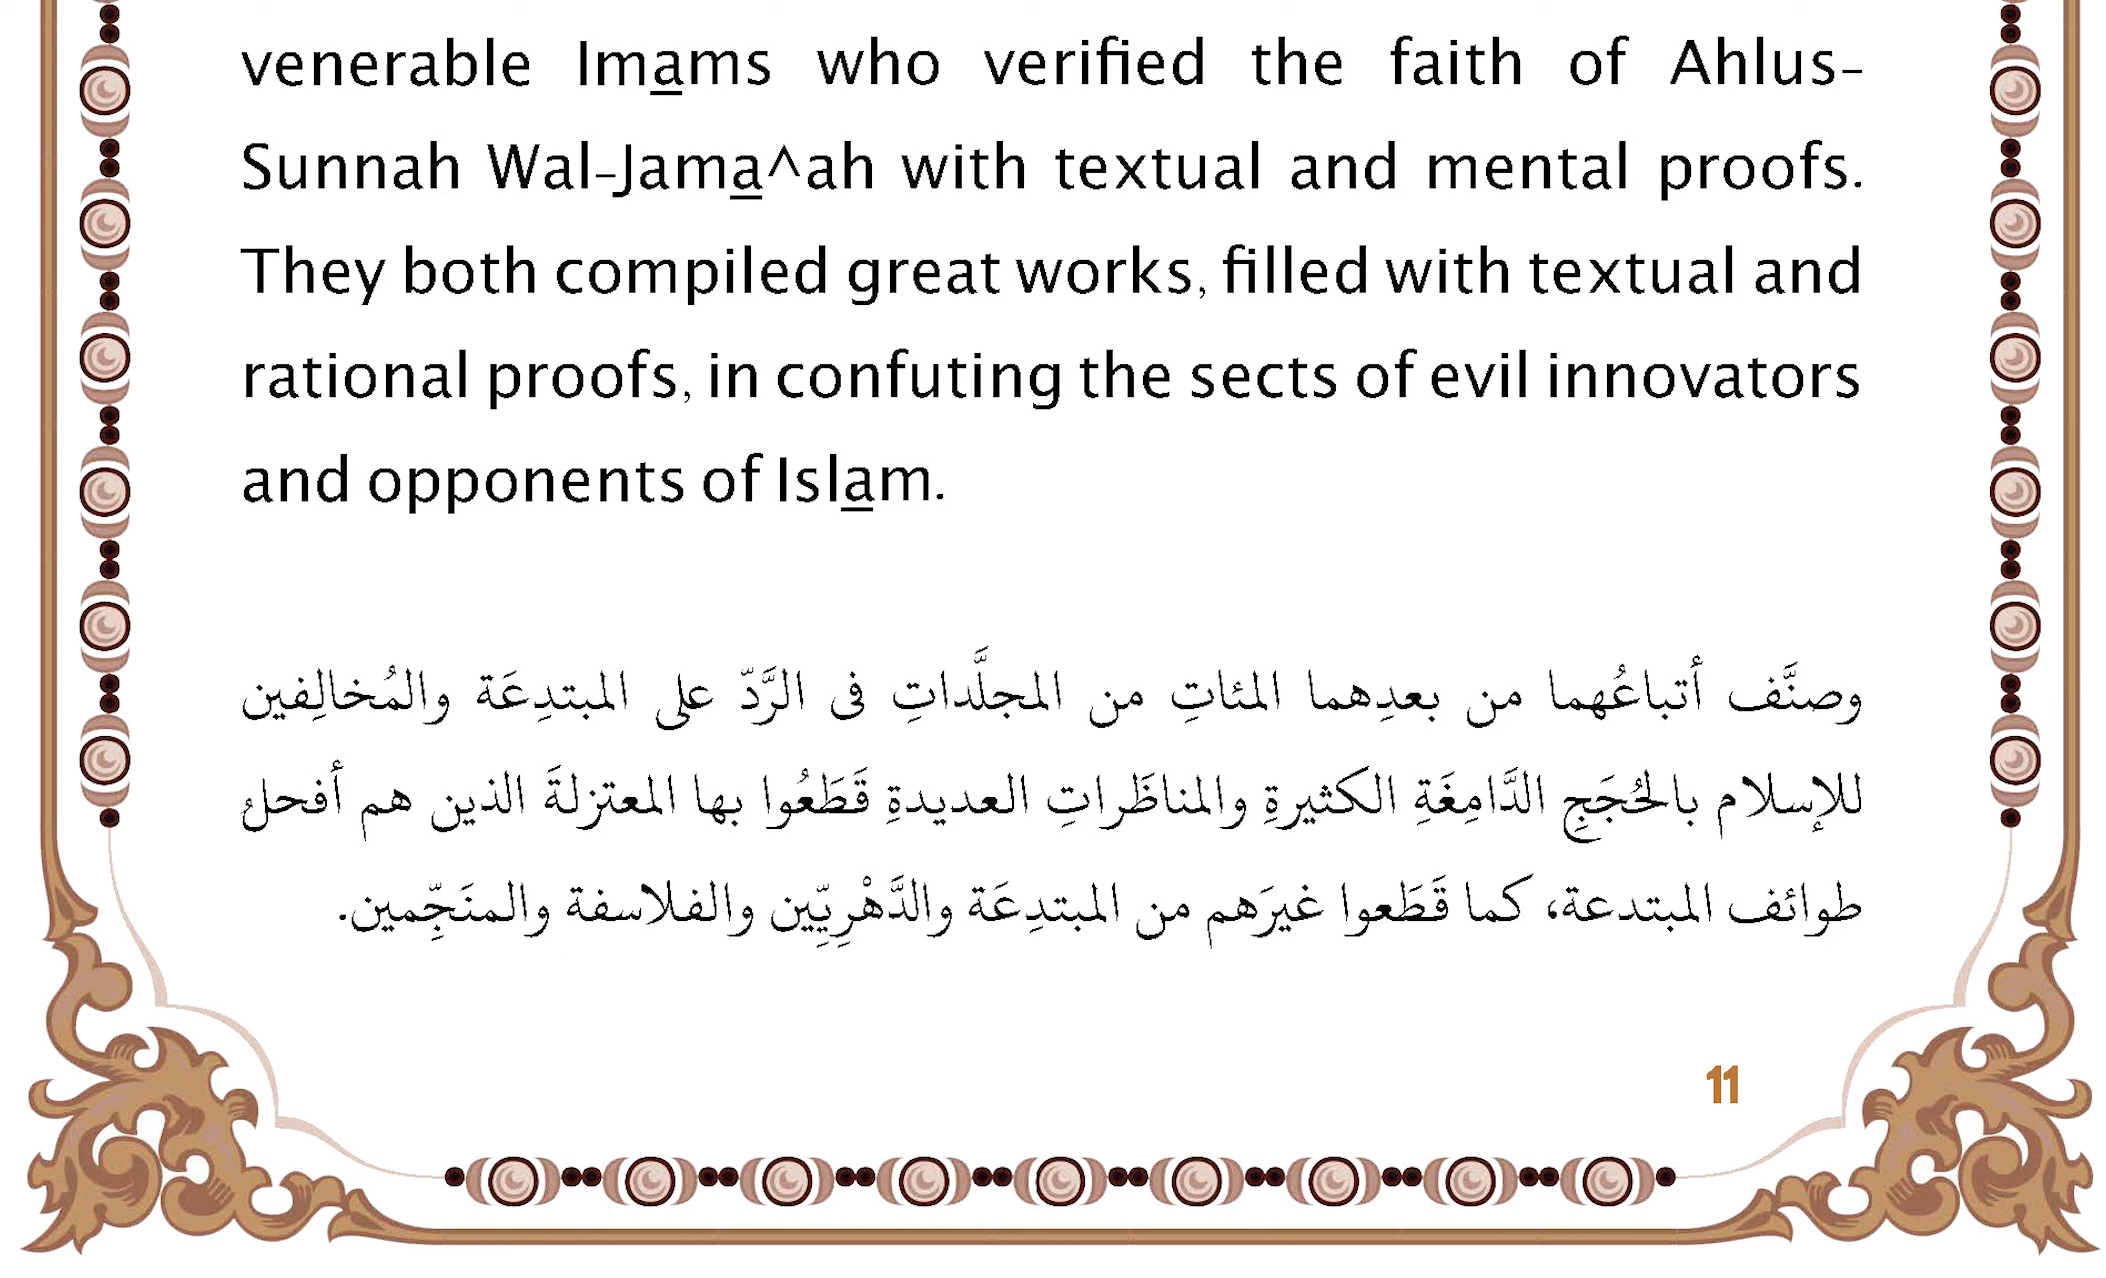 venerable Imams who verified the faith of Ahlus-
Sunnah Wal-Jama^ah with textual and mental proofs.
They both compiled great works, filled with textual and
rational proofs, in confuting the sects of evil innovators
and opponents of Islam.
وصنَّف أتباعُهما من بعدِهما المئاتِ من المجلَّداتِ فى الرَّدّ على المبتدِعَة والمُخالِفين
للإسلام بالحُجَجِ الدَّامِغَةِ الكثيرةِ والمناظَراتِ العديدةِ قَطَعُوا بها المعتزلةَ الذين هم أفحلُ
طوائف المبتدعة، كما قَطَعوا غيرَهم من المبتدِعَة والدَّهْرِيِّين والفلاسفة والمنَجِّمين.
11